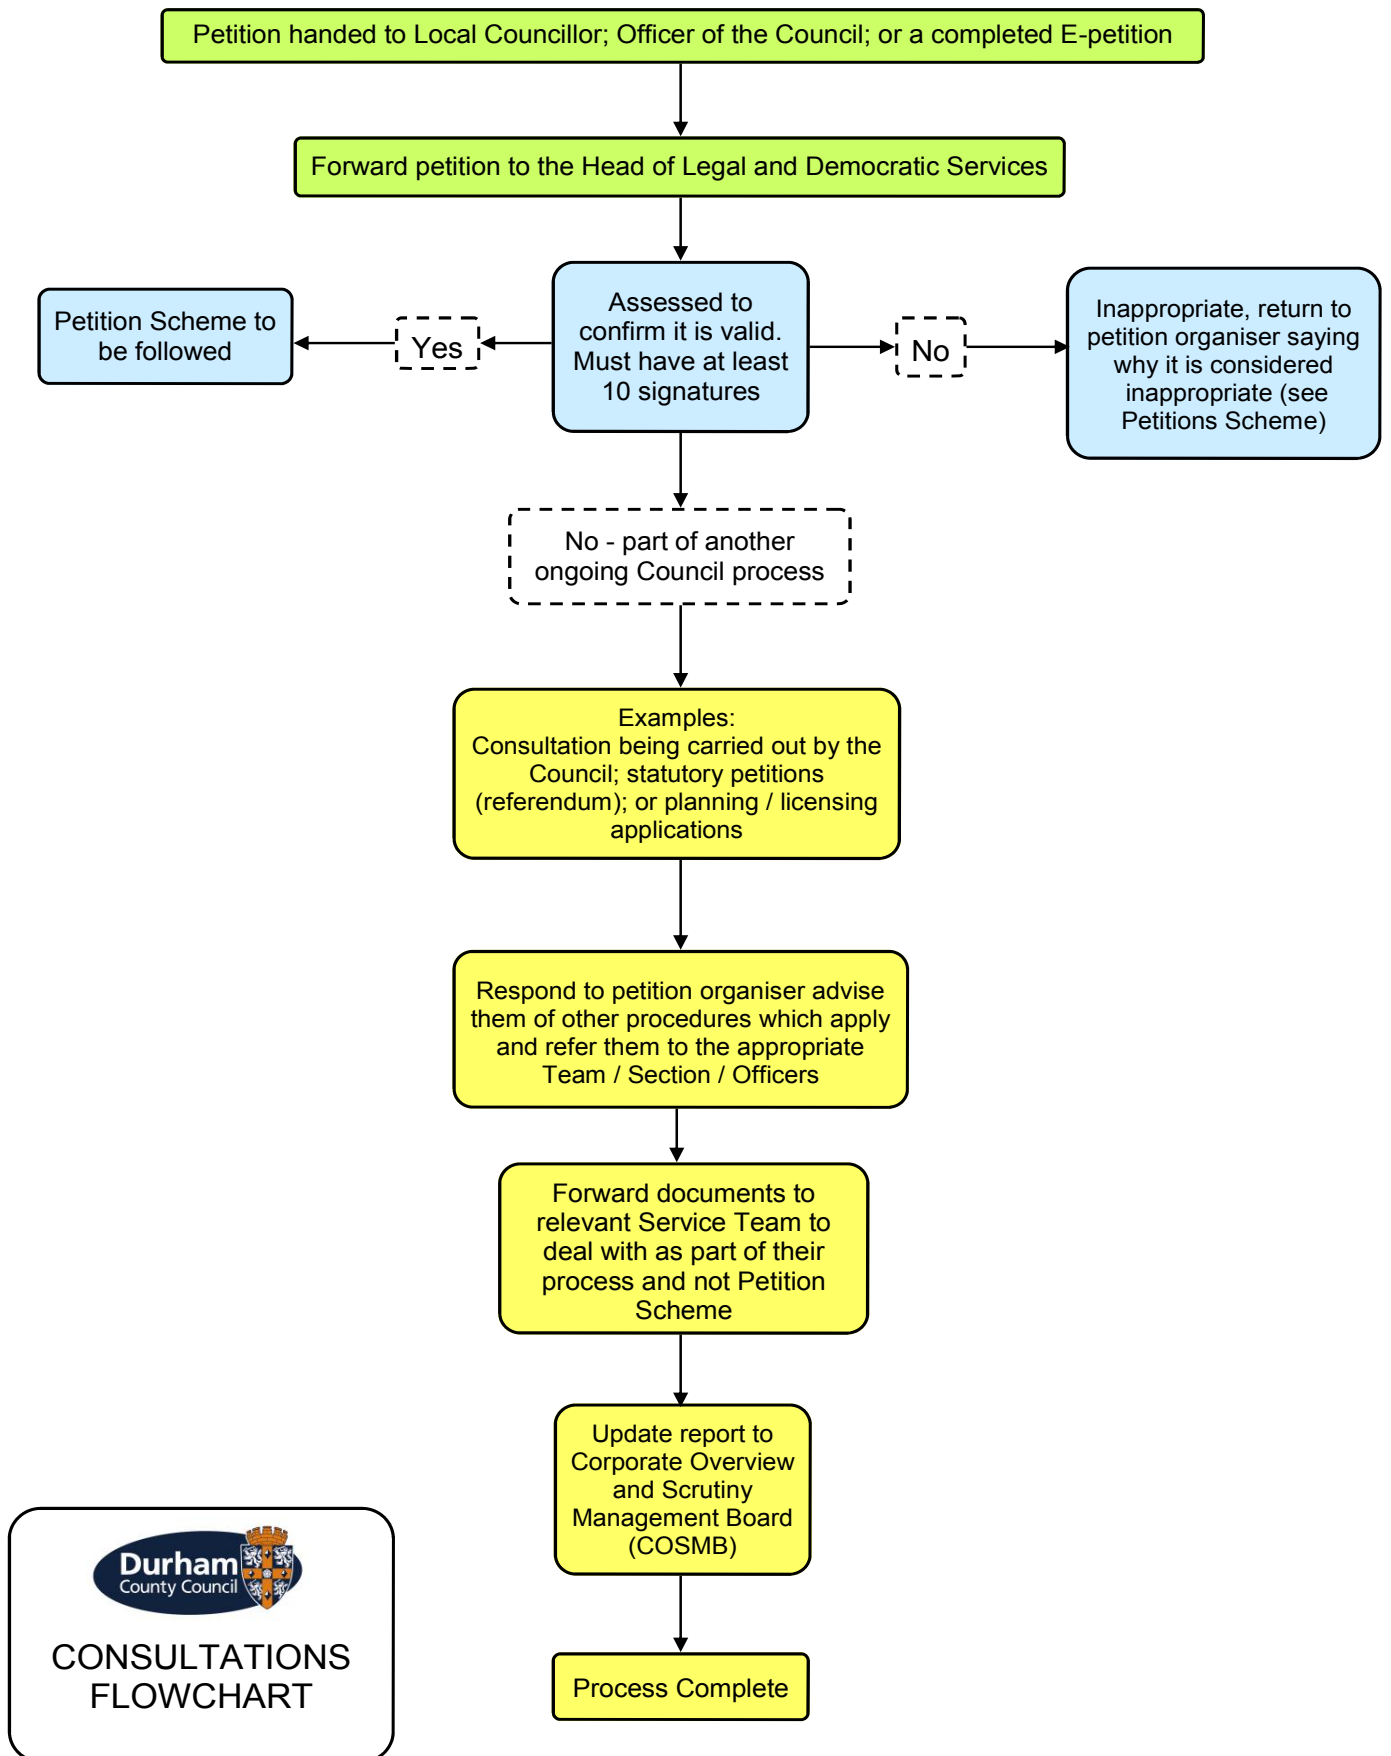 Petition handed to Local Councillor; Officer of the Council; or a completed E-petition
Forward petition to the Head of Legal and Democratic Services
Petition Scheme to
be followed
Yes
Assessed to
confirm it is valid.
Must have at least
10 signatures
No
Inappropriate, return to
petition organiser saying
why it is considered
inappropriate (see
Petitions Scheme)
No - part of another
ongoing Council process
Examples:
Consultation being carried out by the
Council; statutory petitions
(referendum); or planning / licensing
applications
Respond to petition organiser advise
them of other procedures which apply
and refer them to the appropriate
Team / Section / Officers
Forward documents to
relevant Service Team to
deal with as part of their
process and not Petition
Scheme
Update report to
Corporate Overview
and Scrutiny
Management Board
(COSMB)
Process Complete
Durham
County Council
CONSULTATIONS
FLOWCHART